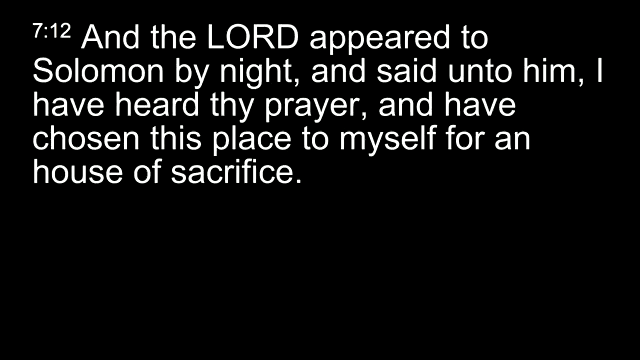 7:12 And the LORD appeared to
Solomon by night, and said unto him, I
have heard thy prayer, and have
chosen this place to myself for an
house of sacrifice.